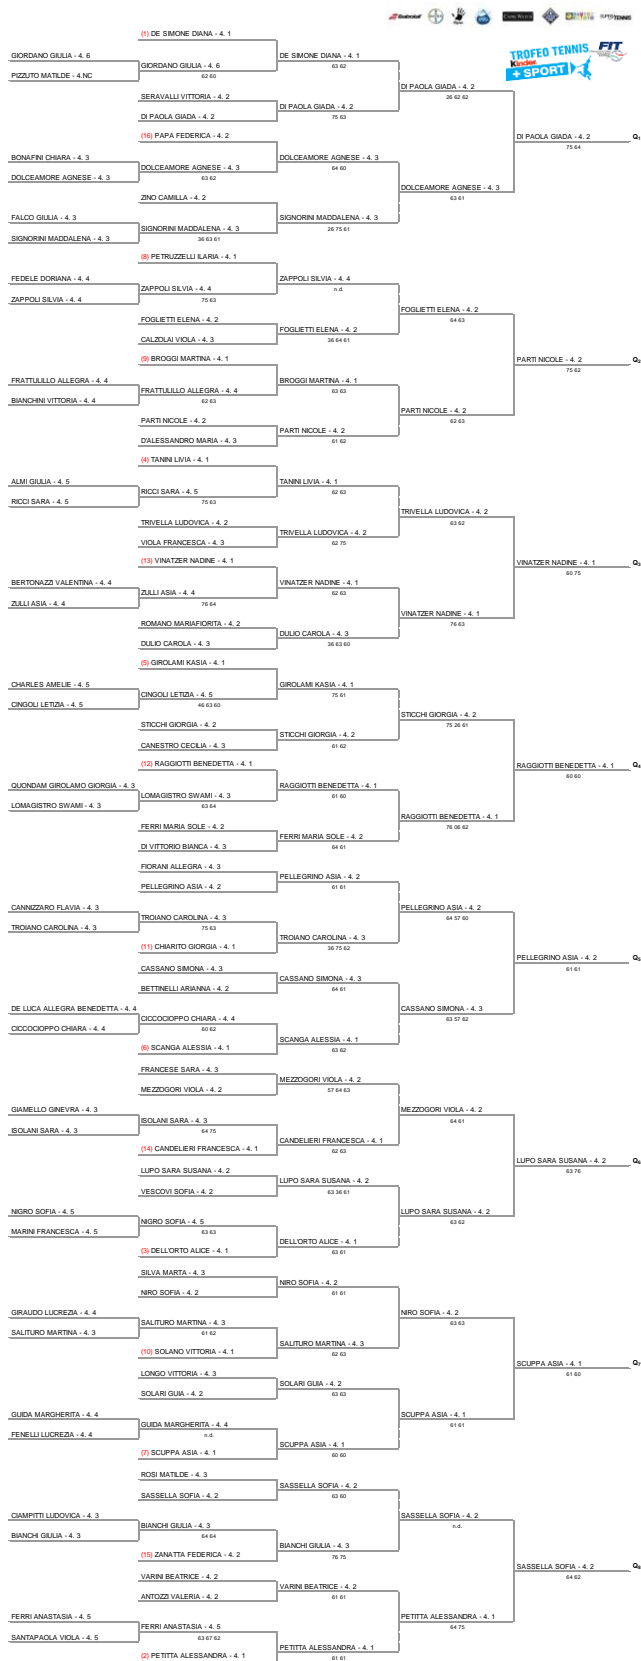 Babolat
TROFEO TENNIS
FIT
Kinder
+ SPORT
(1) DE SIMONE DIANA - 4. 1
GIORDANO GIULIA - 4. 6
DE SIMONE DIANA - 4. 1
GIORDANO GIULIA - 4. 6
63 62
PIZZUTO MATILDE - 4.NC
62 60
DI PAOLA GIADA - 4. 2
SERAVALLI VITTORIA - 4. 2
26 62 62
DI PAOLA GIADA - 4. 2
DI PAOLA GIADA - 4. 2
75 63
(16) PAPA FEDERICA - 4. 2
DI PAOLA GIADA - 4. 2
Q1
75 64
BONAFINI CHIARA - 4. 3
DOLCEAMORE AGNESE - 4. 3
DOLCEAMORE AGNESE - 4. 3
64 60
DOLCEAMORE AGNESE - 4. 3
63 62
DOLCEAMORE AGNESE - 4. 3
63 61
ZINO CAMILLA - 4. 2
FALCO GIULIA - 4. 3
SIGNORINI MADDALENA - 4. 3
SIGNORINI MADDALENA - 4. 3
26 75 61
SIGNORINI MADDALENA - 4. 3
36 63 61
(8) PETRUZZELLI ILARIA - 4. 1
FEDELE DORIANA - 4. 4
ZAPPOLI SILVIA - 4. 4
ZAPPOLI SILVIA - 4. 4
n.d.
ZAPPOLI SILVIA - 4. 4
75 63
FOGLIETTI ELENA - 4. 2
FOGLIETTI ELENA - 4. 2
64 63
FOGLIETTI ELENA - 4. 2
CALZOLAI VIOLA - 4. 3
36 64 61
(9) BROGGI MARTINA - 4. 1
PARTI NICOLE - 4. 2
Q2
75 62
FRATTULILLO ALLEGRA - 4. 4
BROGGI MARTINA - 4. 1
FRATTULILLO ALLEGRA - 4. 4
63 63
BIANCHINI VITTORIA - 4. 4
62 63
PARTI NICOLE - 4. 2
62 63
PARTI NICOLE - 4. 2
PARTI NICOLE - 4. 2
D'ALESSANDRO MARIA - 4. 3
61 62
(4) TANINI LIVIA - 4. 1
ALMI GIULIA - 4. 5
TANINI LIVIA - 4. 1
RICCI SARA - 4. 5
62 63
RICCI SARA - 4. 5
75 63
TRIVELLA LUDOVICA - 4. 2
63 62
TRIVELLA LUDOVICA - 4. 2
TRIVELLA LUDOVICA - 4. 2
VIOLA FRANCESCA - 4. 3
62 75
(13) VINATZER NADINE - 4. 1
VINATZER NADINE - 4. 1
Q3
60 75
BERTONAZZI VALENTINA - 4. 4
VINATZER NADINE - 4. 1
ZULLI ASIA - 4. 4
62 63
ZULLI ASIA - 4. 4
76 64
VINATZER NADINE - 4. 1
76 63
ROMANO MARIAFIORITA - 4. 2
DULIO CAROLA - 4. 3
DULIO CAROLA - 4. 3
36 63 60
(5) GIROLAMI KASIA - 4. 1
CHARLES AMELIE - 4. 5
GIROLAMI KASIA - 4. 1
CINGOLI LETIZIA - 4. 5
75 61
CINGOLI LETIZIA - 4. 5
46 63 60
STICCHI GIORGIA - 4. 2
75 26 61
STICCHI GIORGIA - 4. 2
STICCHI GIORGIA - 4. 2
CANESTRO CECILIA - 4. 3
61 62
(12) RAGGIOTTI BENEDETTA - 4. 1
RAGGIOTTI BENEDETTA - 4. 1
Q4
60 60
QUONDAM GIROLAMO GIORGIA - 4. 3
RAGGIOTTI BENEDETTA - 4. 1
LOMAGISTRO SWAMI - 4. 3
61 60
LOMAGISTRO SWAMI - 4. 3
63 64
RAGGIOTTI BENEDETTA - 4. 1
76 06 62
FERRI MARIA SOLE - 4. 2
FERRI MARIA SOLE - 4. 2
DI VITTORIO BIANCA - 4. 3
64 61
FIORANI ALLEGRA - 4. 3
PELLEGRINO ASIA - 4. 2
PELLEGRINO ASIA - 4. 2
61 61
CANNIZZARO FLAVIA - 4. 3
PELLEGRINO ASIA - 4. 2
TROIANO CAROLINA - 4. 3
64 57 60
TROIANO CAROLINA - 4. 3
75 63
TROIANO CAROLINA - 4. 3
(11) CHIARITO GIORGIA - 4. 1
36 75 62
PELLEGRINO ASIA - 4. 2
Q5
61 61
CASSANO SIMONA - 4. 3
CASSANO SIMONA - 4. 3
BETTINELLI ARIANNA - 4. 2
64 61
DE LUCA ALLEGRA BENEDETTA - 4. 4
CASSANO SIMONA - 4. 3
CICCOCIOPPO CHIARA - 4. 4
63 57 62
CICCOCIOPPO CHIARA - 4. 4
60 62
SCANGA ALESSIA - 4. 1
(6) SCANGA ALESSIA - 4. 1
63 62
FRANCESE SARA - 4. 3
MEZZOGORI VIOLA - 4. 2
MEZZOGORI VIOLA - 4. 2
57 64 63
GIAMELLO GINEVRA - 4. 3
MEZZOGORI VIOLA - 4. 2
ISOLANI SARA - 4. 3
64 61
ISOLANI SARA - 4. 3
64 75
CANDELIERI FRANCESCA - 4. 1
(14) CANDELIERI FRANCESCA - 4. 1
62 63
LUPO SARA SUSANA - 4. 2
Q6
63 76
LUPO SARA SUSANA - 4. 2
LUPO SARA SUSANA - 4. 2
VESCOVI SOFIA - 4. 2
63 36 61
NIGRO SOFIA - 4. 5
LUPO SARA SUSANA - 4. 2
NIGRO SOFIA - 4. 5
63 62
MARINI FRANCESCA - 4. 5
63 63
DELL'ORTO ALICE - 4. 1
(3) DELL'ORTO ALICE - 4. 1
63 61
SILVA MARTA - 4. 3
NIRO SOFIA - 4. 2
NIRO SOFIA - 4. 2
61 61
GIRAUDO LUCREZIA - 4. 4
NIRO SOFIA - 4. 2
SALITURO MARTINA - 4. 3
63 63
SALITURO MARTINA - 4. 3
61 62
SALITURO MARTINA - 4. 3
(10) SOLANO VITTORIA - 4. 1
62 63
SCUPPA ASIA - 4. 1
Q7
61 60
LONGO VITTORIA - 4. 3
SOLARI GUIA - 4. 2
SOLARI GUIA - 4. 2
63 63
GUIDA MARGHERITA - 4. 4
SCUPPA ASIA - 4. 1
GUIDA MARGHERITA - 4. 4
61 61
FENELLI LUCREZIA - 4. 4
n.d.
SCUPPA ASIA - 4. 1
(7) SCUPPA ASIA - 4. 1
60 60
ROSI MATILDE - 4. 3
SASSELLA SOFIA - 4. 2
SASSELLA SOFIA - 4. 2
63 60
CIAMPITTI LUDOVICA - 4. 3
SASSELLA SOFIA - 4. 2
BIANCHI GIULIA - 4. 3
n.d.
BIANCHI GIULIA - 4. 3
64 64
BIANCHI GIULIA - 4. 3
(15) ZANATTA FEDERICA - 4. 2
76 75
SASSELLA SOFIA - 4. 2
Q8
64 62
VARINI BEATRICE - 4. 2
VARINI BEATRICE - 4. 2
ANTOZZI VALERIA - 4. 2
61 61
FERRI ANASTASIA - 4. 5
PETITTA ALESSANDRA - 4. 1
FERRI ANASTASIA - 4. 5
64 75
SANTAPAOLA VIOLA - 4. 5
63 67 62
PETITTA ALESSANDRA - 4. 1
(2) PETITTA ALESSANDRA - 4. 1
61 61